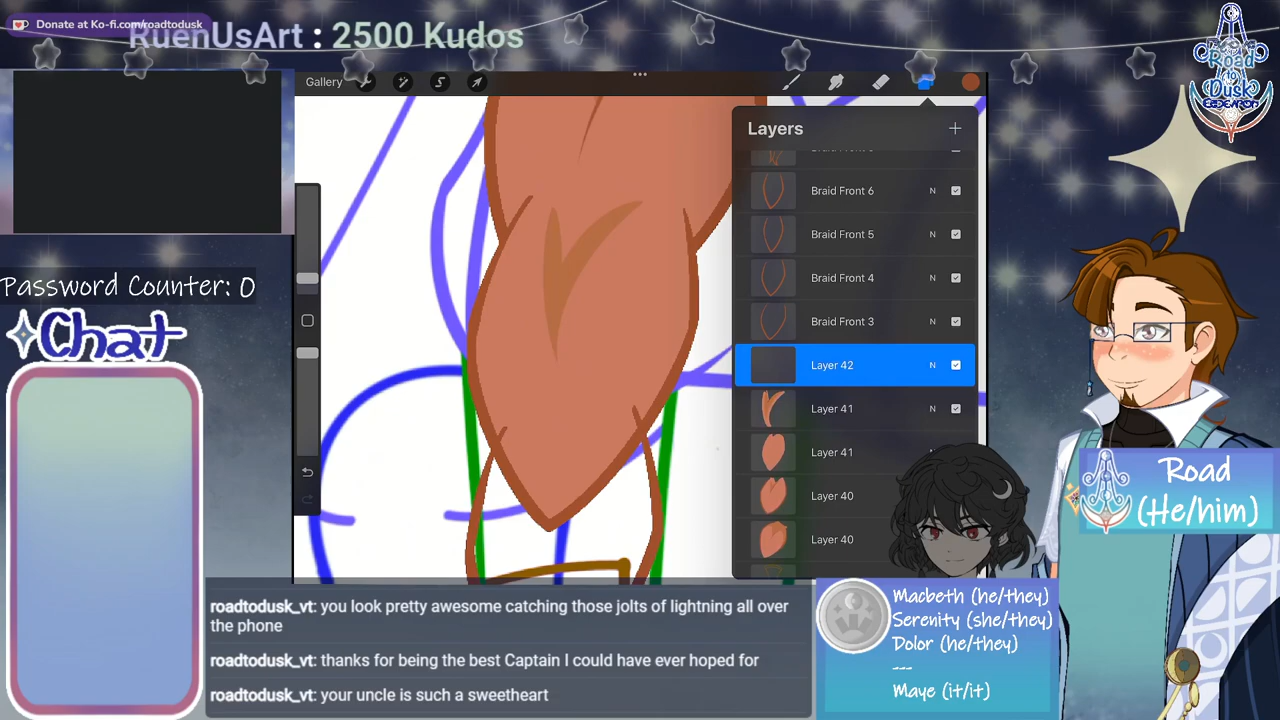 Donate at Ko-fi.com/roadtodusk
RuenUsArt : 2500 Kudos
Road
to
Dusk
Gallery
S
Layers
+
Braid Front 6 N
Braid Front 5 N
Braid Front 4 N
Braid Front 3 N
Layer 42 N
Layer 41 N
Layer 41
Layer 40
Layer 40
Password Counter: 0
Chat
Road
(He/him)
roadtodusk_vt: you look pretty awesome catching those jolts of lightning all over
the phone
roadtodusk_vt: thanks for being the best Captain I could have ever hoped for
roadtodusk_vt: your uncle is such a sweetheart
Macbeth (he/they)
Serenity (she/they)
Dolor (he/they)
---
Maye (it/it)